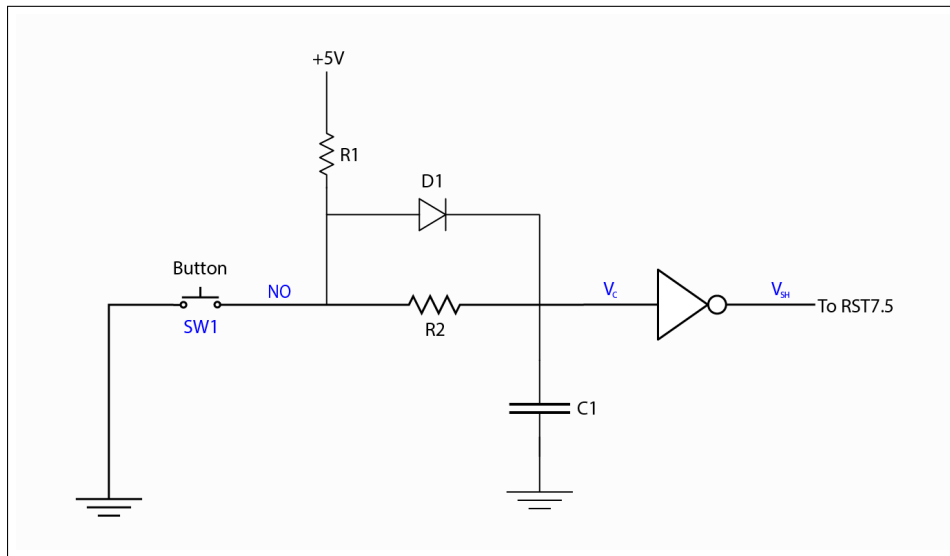 +5V
R1
D1
Button
NO
SW1
R2
VC
VSH
To RST7.5
C1